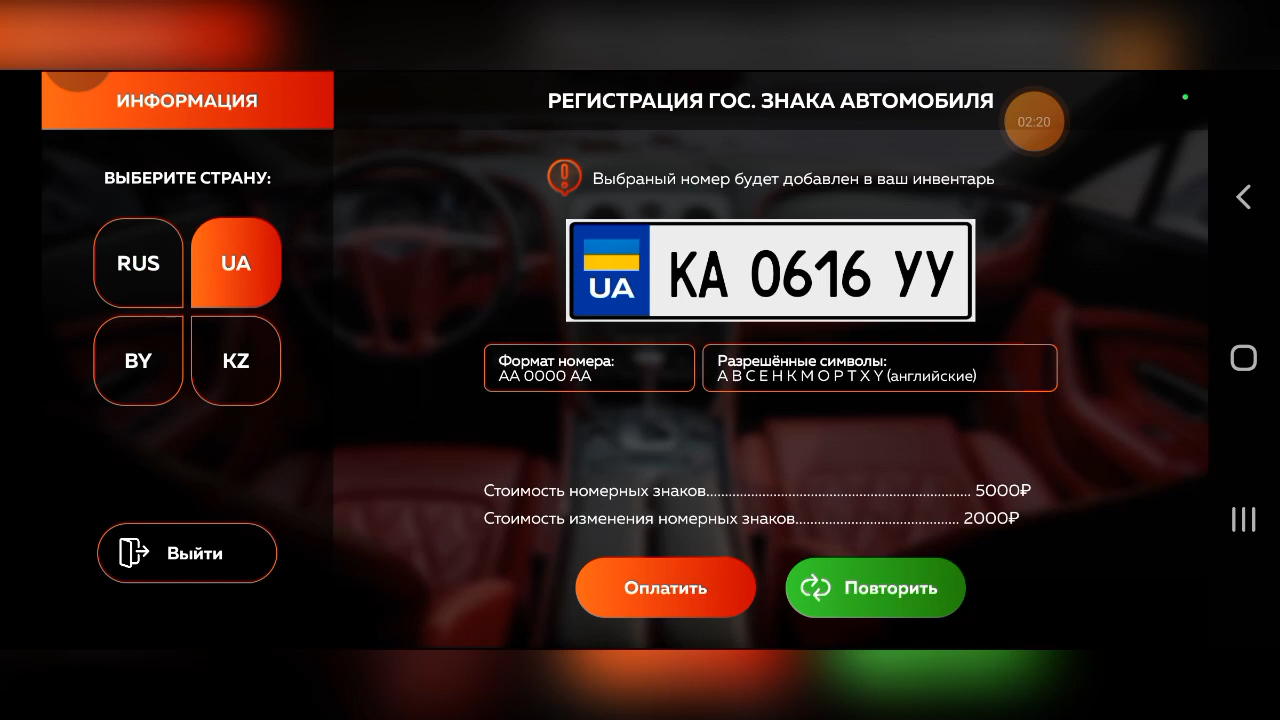 ИНФОРМАЦИЯ
РЕГИСТРАЦИЯ ГОС. ЗНАКА АВТОМОБИЛЯ
02:20
ВЫБЕРИТЕ СТРАНУ:
Выбраный номер будет добавлен в ваш инвентарь
RUS
UA
BY
KZ
UA
KA 0616 YY
Формат номера:
AA 0000 AA
Разрешённые символы:
A B C E H K M O P T X Y (английские)
Стоимость номерных знаков........................................................................ 5000₽
Стоимость изменения номерных знаков............................................. 2000₽
Выйти
Оплатить
Повторить